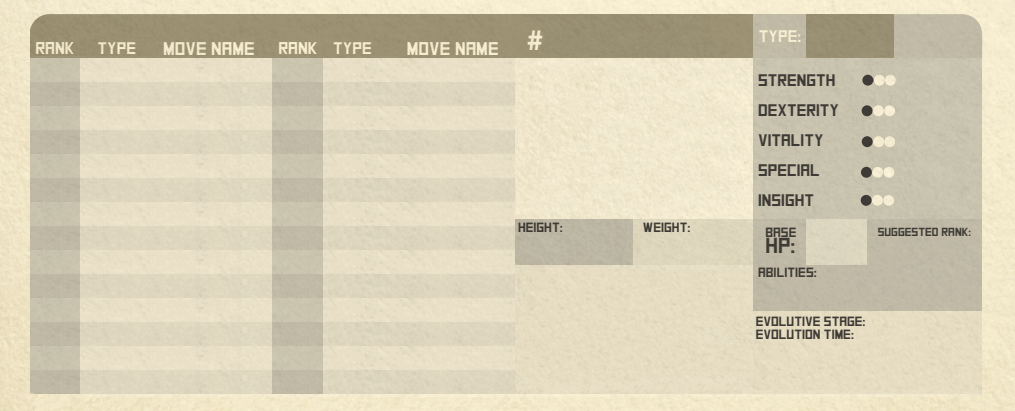 RANK TYPE MOVE NAME RANK TYPE MOVE NAME # TYPE:
STRENGTH
DEXTERITY
VITALITY
SPECIAL
INSIGHT
HEIGHT: WEIGHT:
BASE
HP:
SUGGESTED RANK:
ABILITIES:
EVOLUTIVE STAGE:
EVOLUTION TIME: